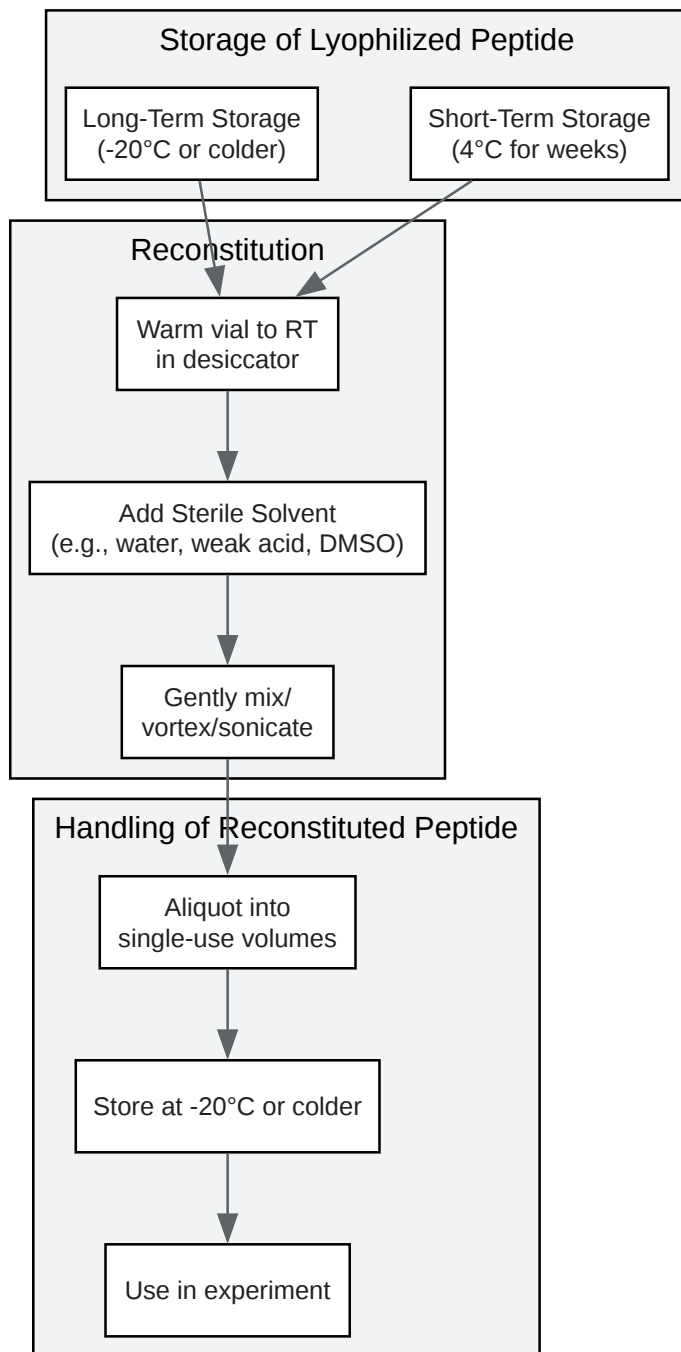 Storage of Lyophilized Peptide
Long-Term Storage
(-20°C or colder)
Short-Term Storage
(4°C for weeks)
Reconstitution
Warm vial to RT
in desiccator
Add Sterile Solvent
(e.g., water, weak acid, DMSO)
Gently mix/
vortex/sonicate
Handling of Reconstituted Peptide
Aliquot into
single-use volumes
Store at -20°C or colder
Use in experiment